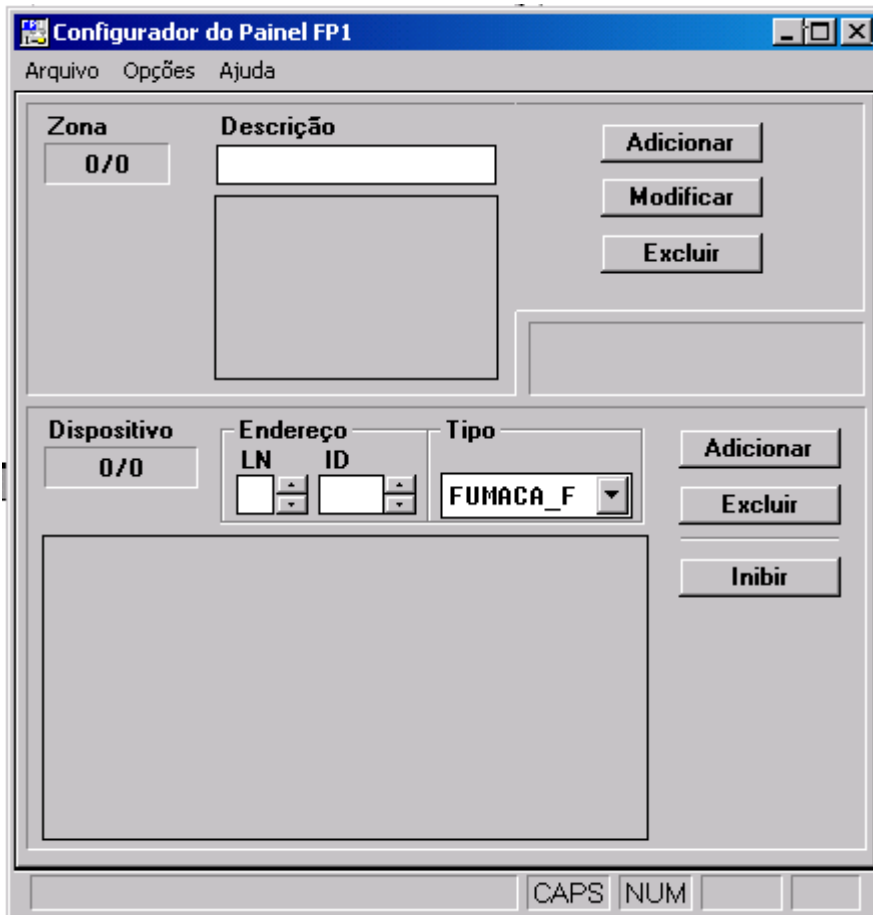 Configurador do Painel FP1
Arquivo Opções Ajuda
Zona
0/0
Descrição
Adicionar
Modificar
Excluir
Dispositivo
0/0
Endereço
LN ID
Tipo
FUMACA_F
Adicionar
Excluir
Inibir
CAPS NUM